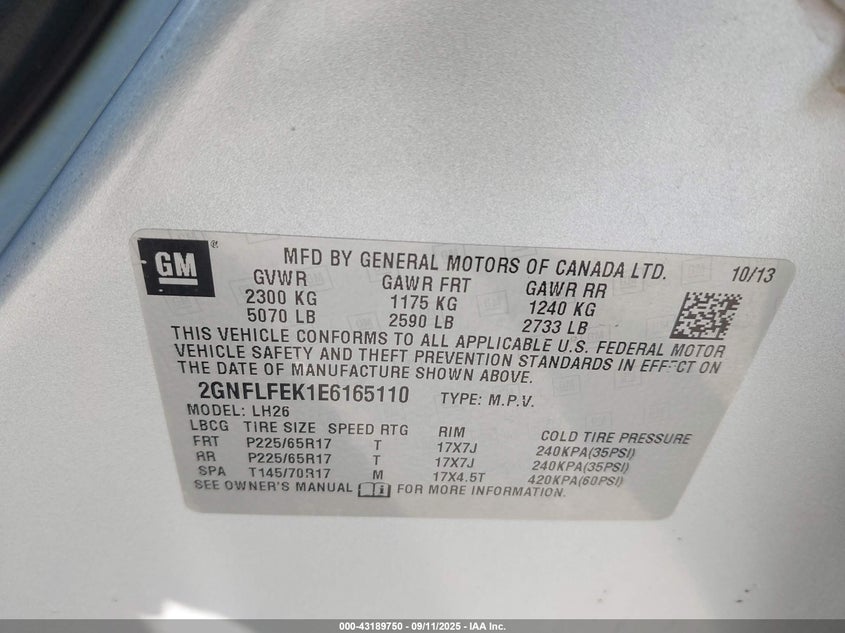 GM ®
MFD BY GENERAL MOTORS OF CANADA LTD. 10/13
GVWR GAWR FRT GAWR RR
2300 KG 1175 KG 1240 KG
5070 LB 2590 LB 2733 LB
THIS VEHICLE CONFORMS TO ALL APPLICABLE U.S. FEDERAL MOTOR
VEHICLE SAFETY AND THEFT PREVENTION STANDARDS IN EFFECT ON
THE DATE OF MANUFACTURE SHOWN ABOVE.
2GNFLFEK1E6165110 TYPE: M.P.V.
MODEL: LH26
LBCG TIRE SIZE SPEED RTG RIM COLD TIRE PRESSURE
FRT P225/65R17 T 17X7J 240KPA(35PSI)
RR P225/65R17 T 17X7J 240KPA(35PSI)
SPA T145/70R17 M 17X4.5T 420KPA(60PSI)
SEE OWNER'S MANUAL FOR MORE INFORMATION.
000-43189750 - 09/11/2025 - IAA Inc.